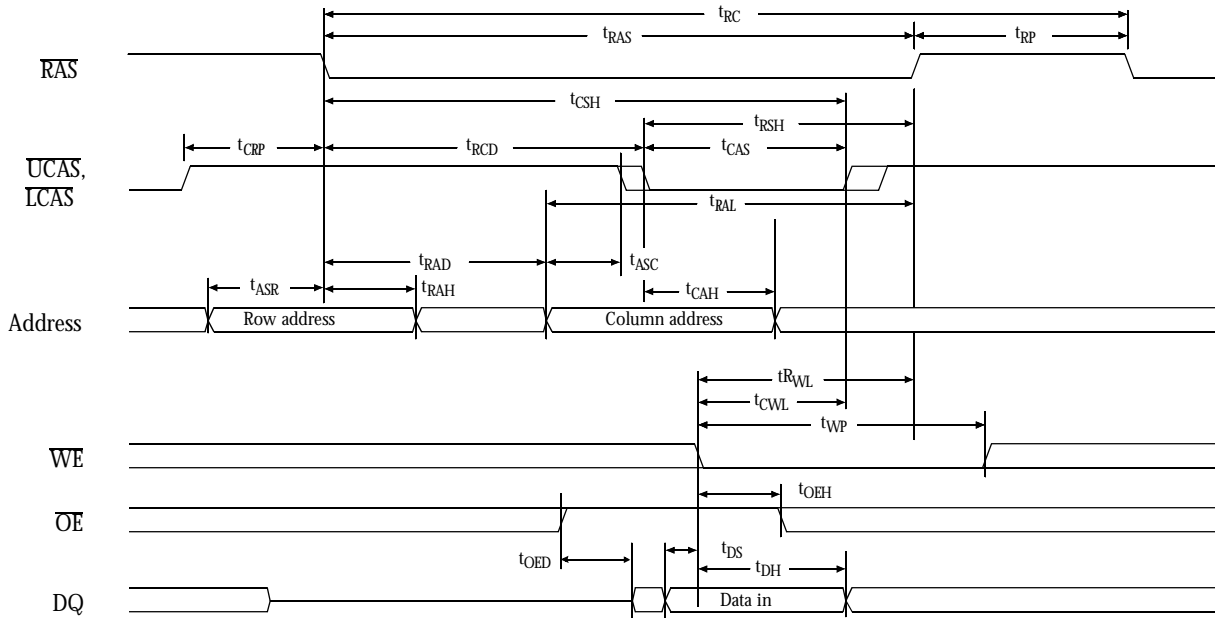 tRC
tRAS
tRP
RAS
tCSH
tRSH
tCRP
tRCD
tCAS
UCAS,
LCAS
tRAL
tRAD
tASC
tASR
tRAH
tCAH
Address
Row address
Column address
tRWL
tCWL
tWP
WE
tOEH
OE
tOED
tDS
tDH
DQ
Data in